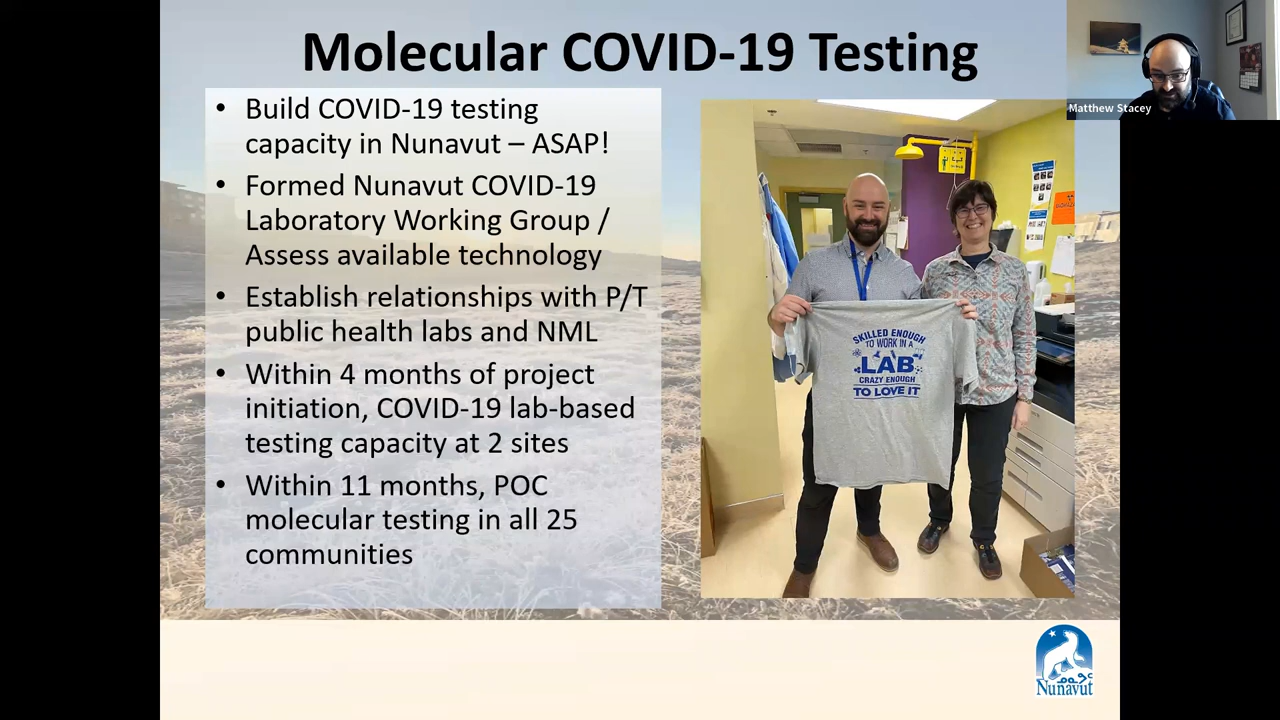 Molecular COVID-19 Testing
Matthew Stacey
• Build COVID-19 testing
capacity in Nunavut – ASAP!
• Formed Nunavut COVID-19
Laboratory Working Group /
Assess available technology
• Establish relationships with P/T
public health labs and NML
• Within 4 months of project
initiation, COVID-19 lab-based
testing capacity at 2 sites
• Within 11 months, POC
molecular testing in all 25
communities
SKILLED ENOUGH
TO WORK IN A
LAB
CRAZY ENOUGH
TO LOVE IT
ᓄᓇᕗᑦ
Nunavut